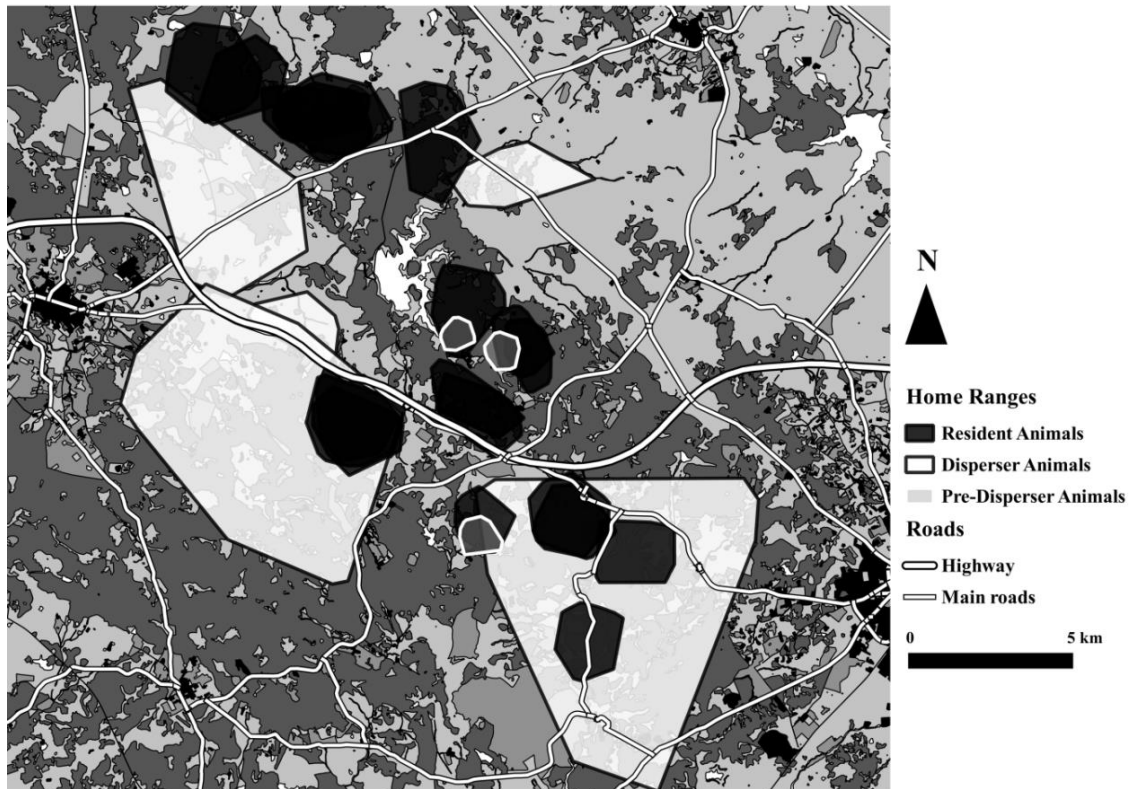 N
Home Ranges
Resident Animals
Disperser Animals
Pre-Disperser Animals
Roads
Highway
Main roads
0 5 km